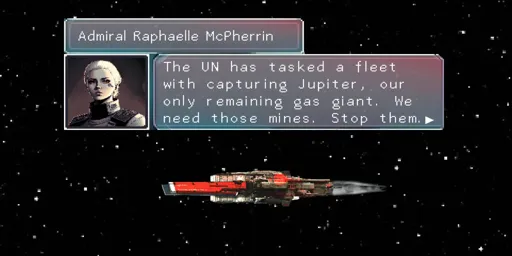 Admiral Raphaelle McPherrin
The UN has tasked a fleet
with capturing Jupiter, our
only remaining gas giant. We
need those mines. Stop them.